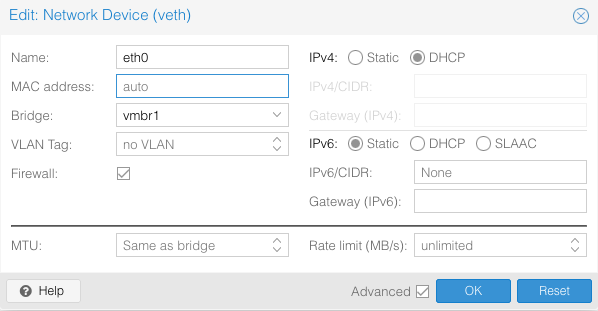 Edit: Network Device (veth)
Name: eth0
MAC address: auto
Bridge: vmbr1
VLAN Tag: no VLAN
Firewall:
IPv4: Static DHCP
IPv4/CIDR:
Gateway (IPv4):
IPv6: Static DHCP SLAAC
IPv6/CIDR: None
Gateway (IPv6):
MTU: Same as bridge
Rate limit (MB/s): unlimited
Help
Advanced OK Reset